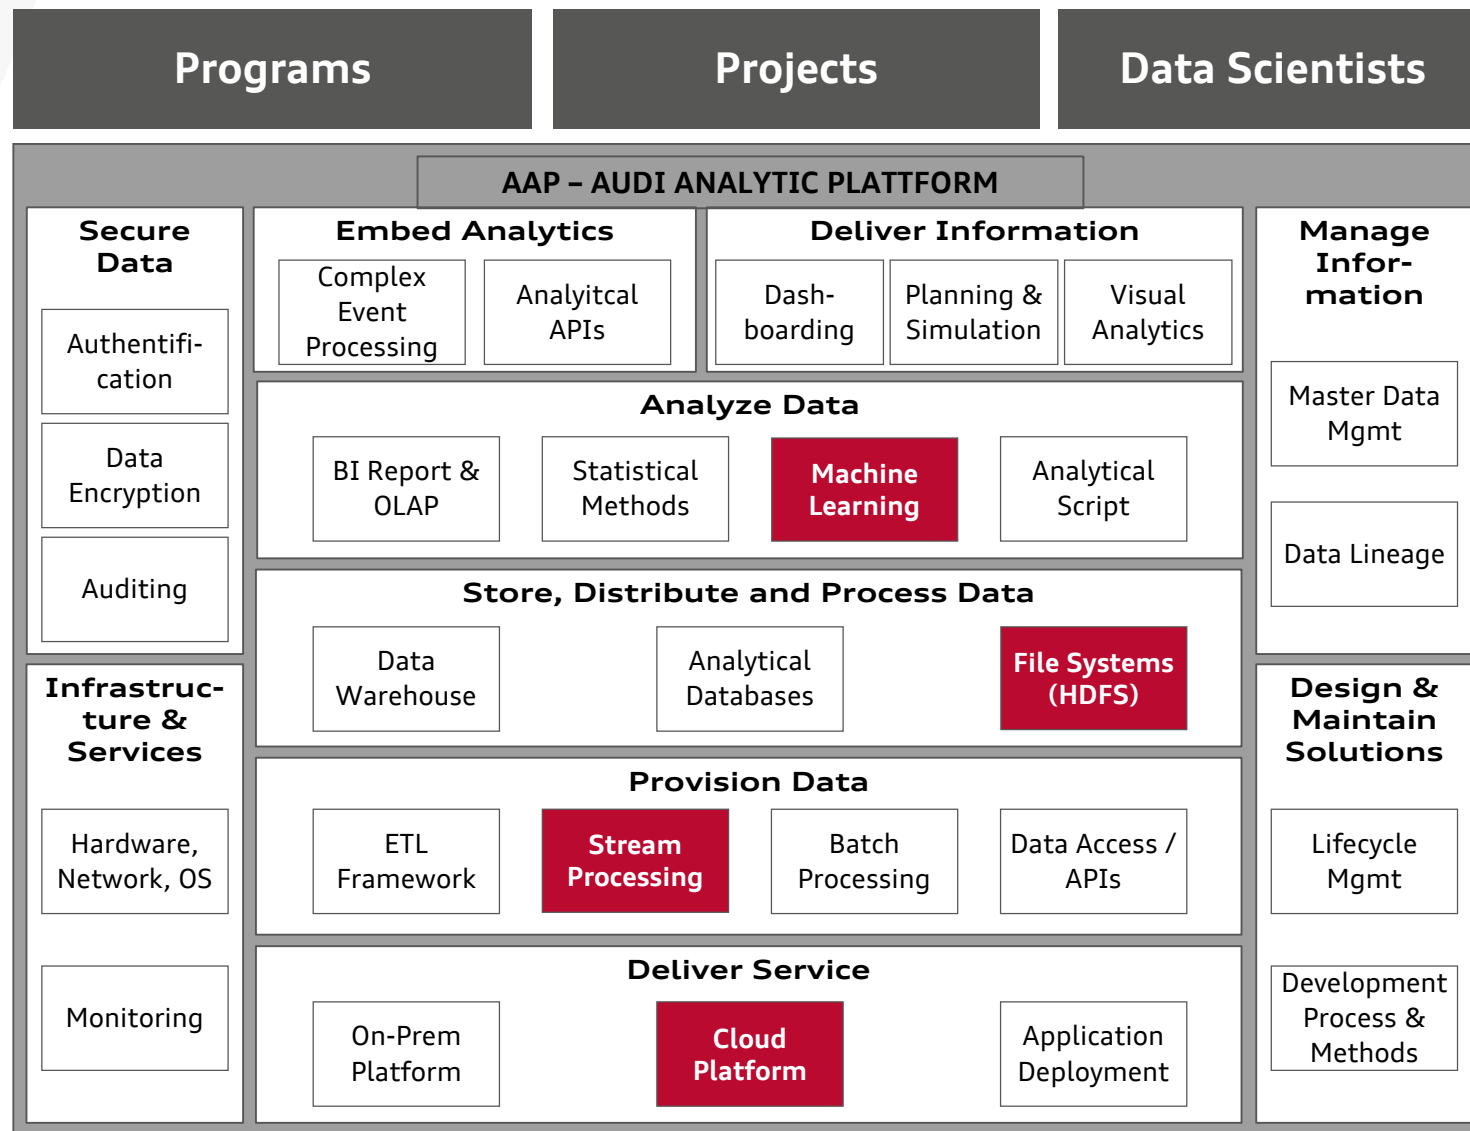 Programs
Projects
Data Scientists
AAP – AUDI ANALYTIC PLATTFORM
Secure
Data
Authentifi-
cation
Data
Encryption
Auditing
Infrastruc-
ture &
Services
Hardware,
Network, OS
Monitoring
Embed Analytics
Complex
Event
Processing
Analyitcal
APIs
Deliver Information
Dash-
boarding
Planning &
Simulation
Visual
Analytics
Analyze Data
BI Report &
OLAP
Statistical
Methods
Machine
Learning
Analytical
Script
Store, Distribute and Process Data
Data
Warehouse
Analytical
Databases
File Systems
(HDFS)
Provision Data
ETL
Framework
Stream
Processing
Batch
Processing
Data Access /
APIs
Deliver Service
On-Prem
Platform
Cloud
Platform
Application
Deployment
Manage
Infor-
mation
Master Data
Mgmt
Data Lineage
Design &
Maintain
Solutions
Lifecycle
Mgmt
Development
Process &
Methods